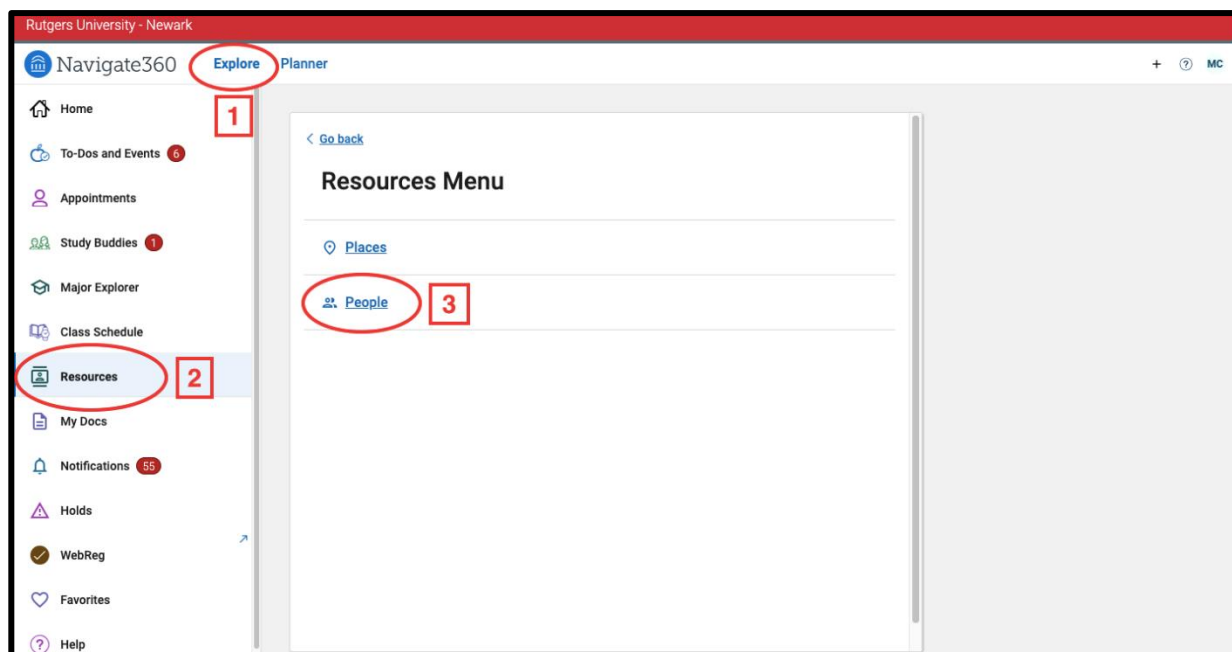 Rutgers University - Newark
Navigate360 Explore Planner + ? MC
1
Home
To-Dos and Events 6
Appointments
Study Buddies 1
Major Explorer
Class Schedule
Resources 2
My Docs
Notifications 55
Holds
WebReg
Favorites
? Help
< Go back
Resources Menu
Places
People 3